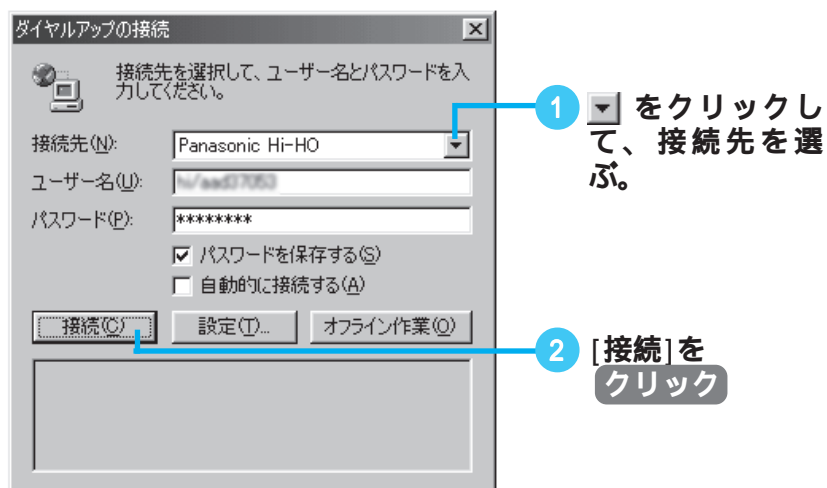 ダイヤルアップの接続
接続先を選択して、ユーザー名とパスワードを入
力してください。
接続先(N):
Panasonic Hi-HO
ユーザー名(U):
パスワード(P):
********
パスワードを保存する(S)
自動的に接続する(A)
接続(C)
設定(T)...
オフライン作業(O)
1
をクリックし
て、接続先を選
ぶ。
2
[接続]を
クリック